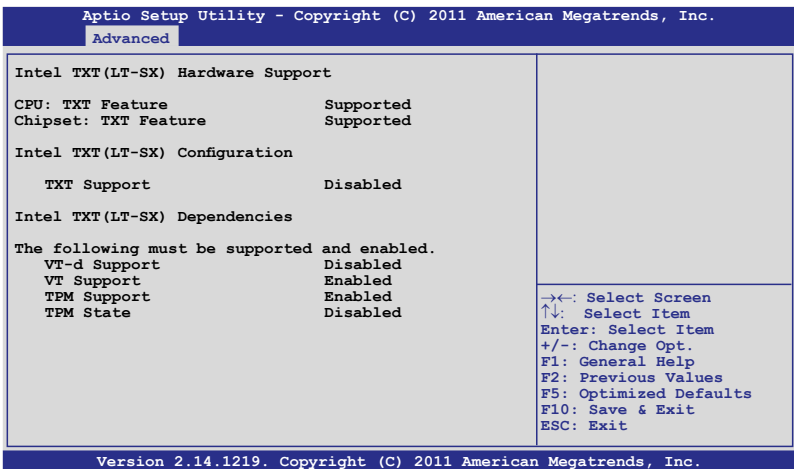 Aptio Setup Utility - Copyright (C) 2011 American Megatrends, Inc.
Advanced
Intel TXT(LT-SX) Hardware Support
CPU: TXT Feature Supported
Chipset: TXT Feature Supported
Intel TXT(LT-SX) Configuration
TXT Support Disabled
Intel TXT(LT-SX) Dependencies
The following must be supported and enabled.
VT-d Support Disabled
VT Support Enabled
TPM Support Enabled
TPM State Disabled
→←: Select Screen
↑↓: Select Item
Enter: Select Item
+/-: Change Opt.
F1: General Help
F2: Previous Values
F5: Optimized Defaults
F10: Save & Exit
ESC: Exit
Version 2.14.1219. Copyright (C) 2011 American Megatrends, Inc.